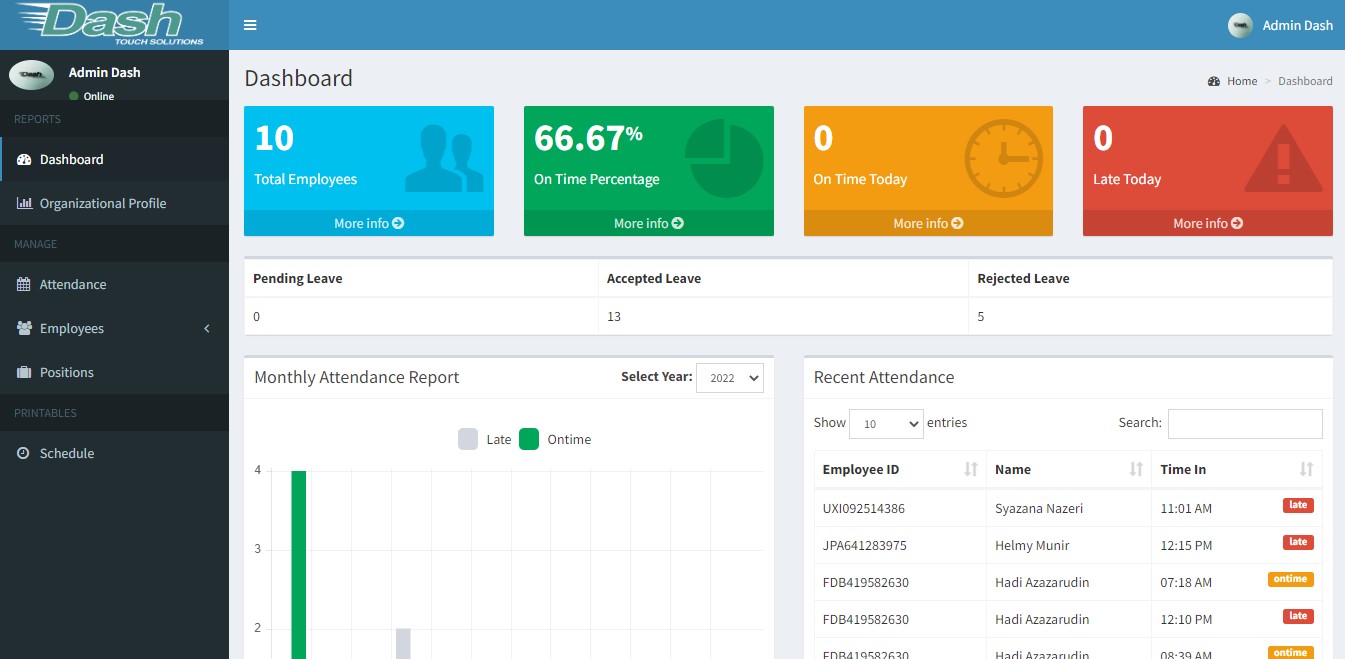 Dash
TOUCH SOLUTIONS
Admin Dash
Admin Dash
Online
REPORTS
Dashboard
Organizational Profile
MANAGE
Attendance
Employees
Positions
PRINTABLES
Schedule
Dashboard
Home > Dashboard
10
Total Employees
More info
66.67%
On Time Percentage
More info
0
On Time Today
More info
0
Late Today
More info
Pending Leave Accepted Leave Rejected Leave
0 13 5
Monthly Attendance Report Select Year: 2022
Late Ontime
4
3
2
Recent Attendance
Show 10 entries Search:
Employee ID Name Time In
UXI092514386 Syazana Nazeri 11:01 AM late
JPA641283975 Helmy Munir 12:15 PM late
FDB419582630 Hadi Azazarudin 07:18 AM ontime
FDB419582630 Hadi Azazarudin 12:10 PM late
FDB419582630 Hadi Azazarudin 08:39 AM ontime